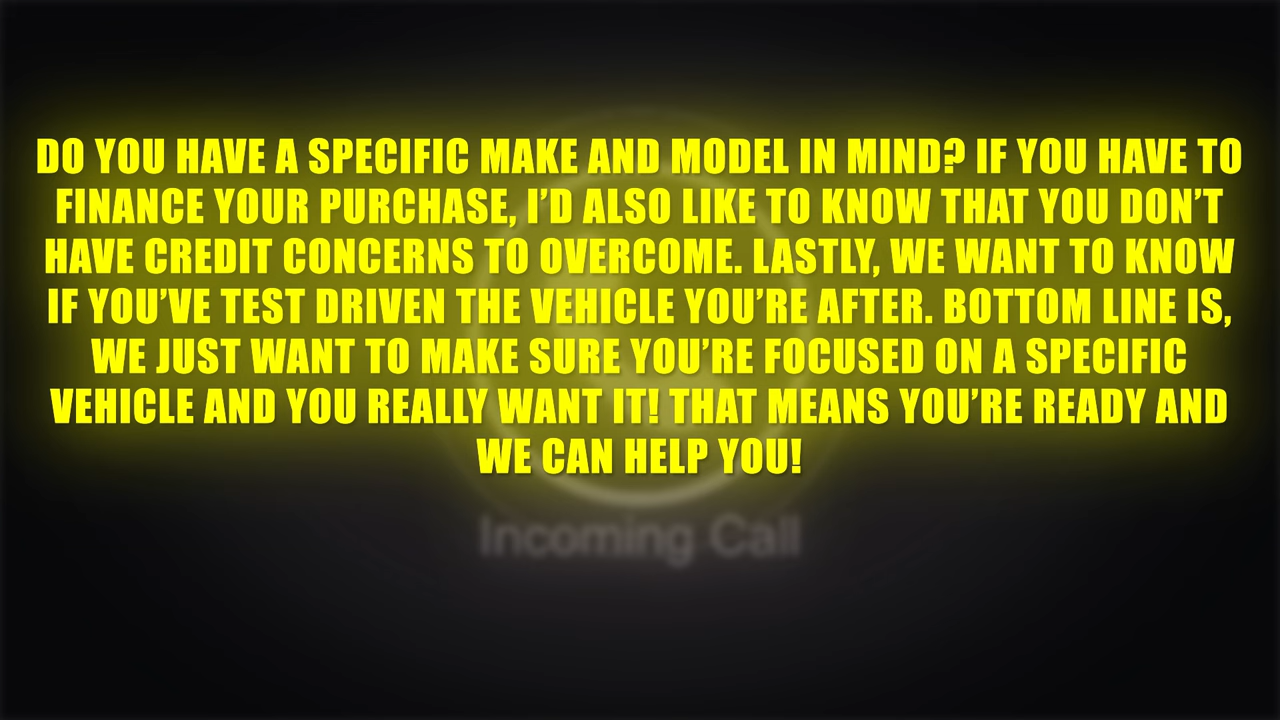 DO YOU HAVE A SPECIFIC MAKE AND MODEL IN MIND? IF YOU HAVE TO
FINANCE YOUR PURCHASE, I’D ALSO LIKE TO KNOW THAT YOU DON’T
HAVE CREDIT CONCERNS TO OVERCOME. LASTLY, WE WANT TO KNOW
IF YOU’VE TEST DRIVEN THE VEHICLE YOU’RE AFTER. BOTTOM LINE IS,
WE JUST WANT TO MAKE SURE YOU’RE FOCUSED ON A SPECIFIC
VEHICLE AND YOU REALLY WANT IT! THAT MEANS YOU’RE READY AND
WE CAN HELP YOU!
Incoming Call